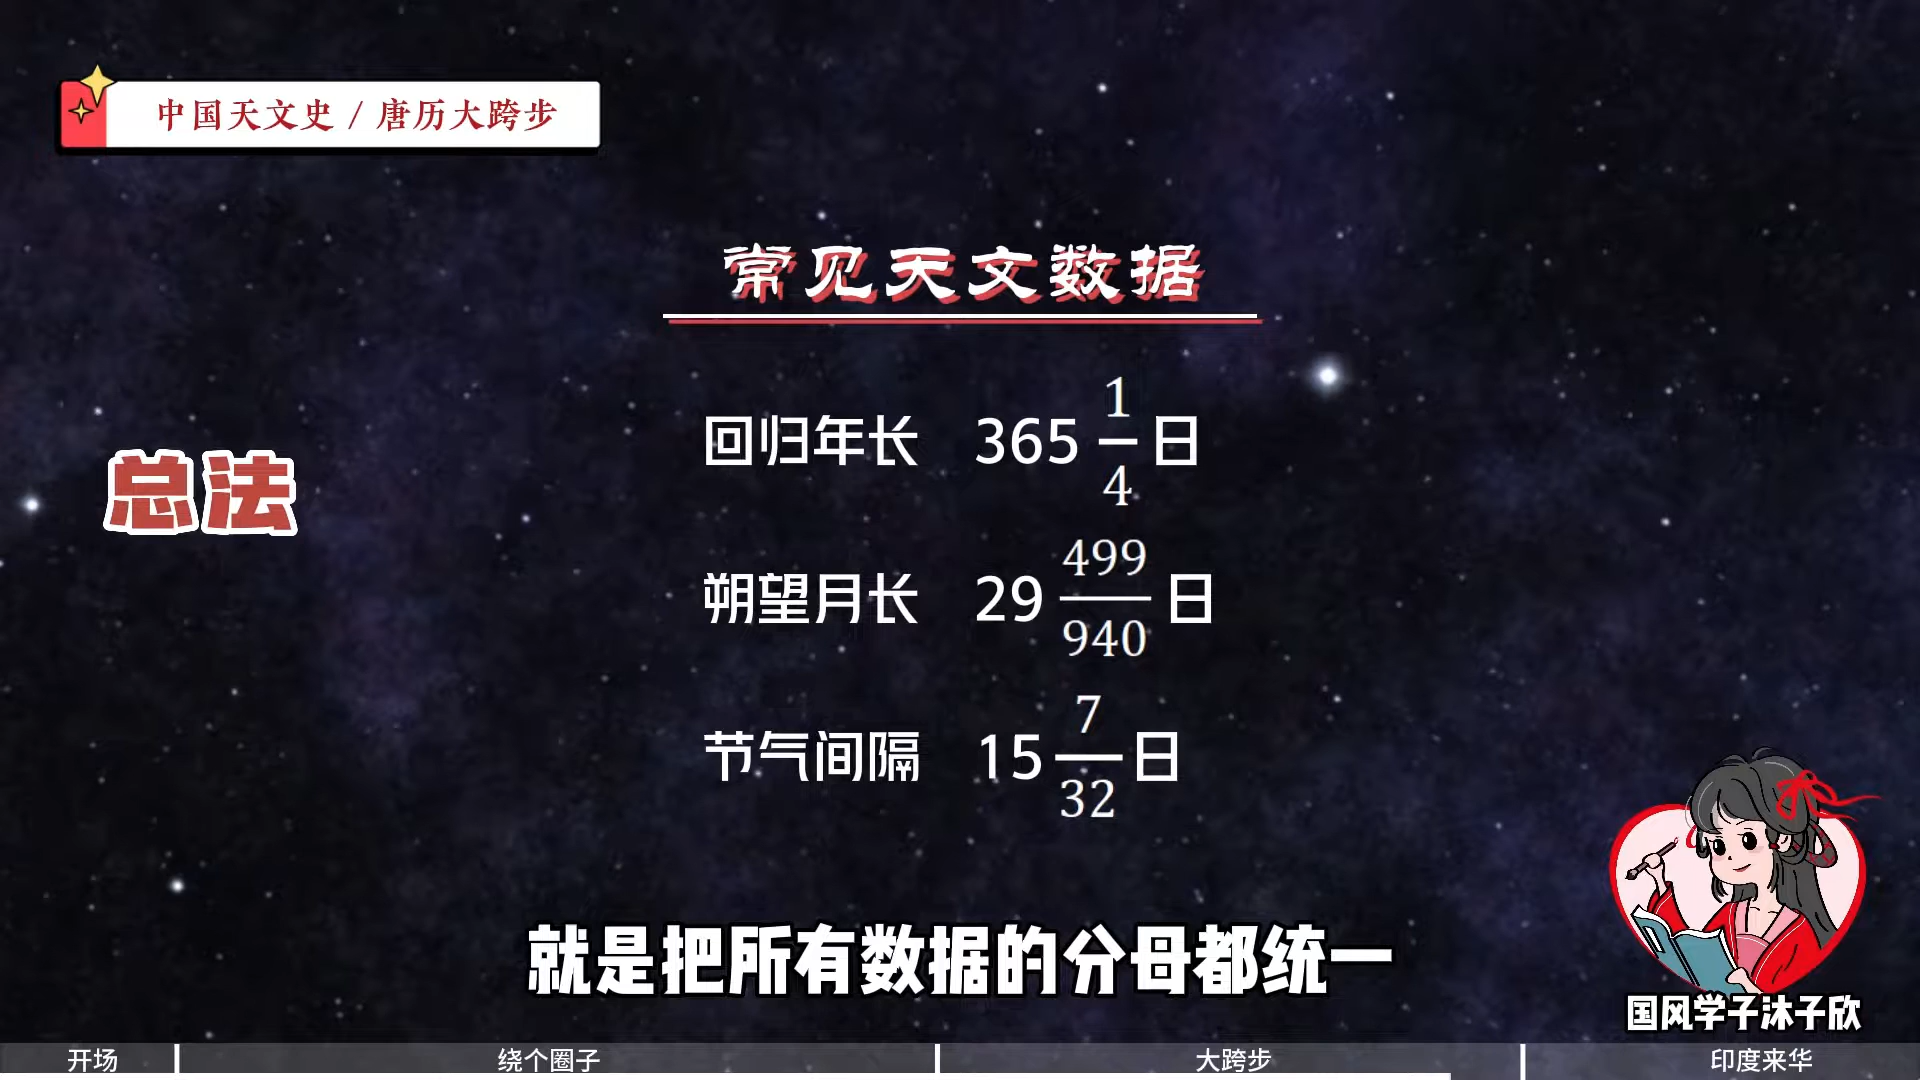 中国天文史 / 唐历大跨步
常见天文数据
总法
回归年长 365 1/4 日
朔望月长 29 499/940 日
节气间隔 15 7/32 日
就是把所有数据的分母都统一
国风学子沐子欣
开场 绕个圈子 大跨步 印度来华